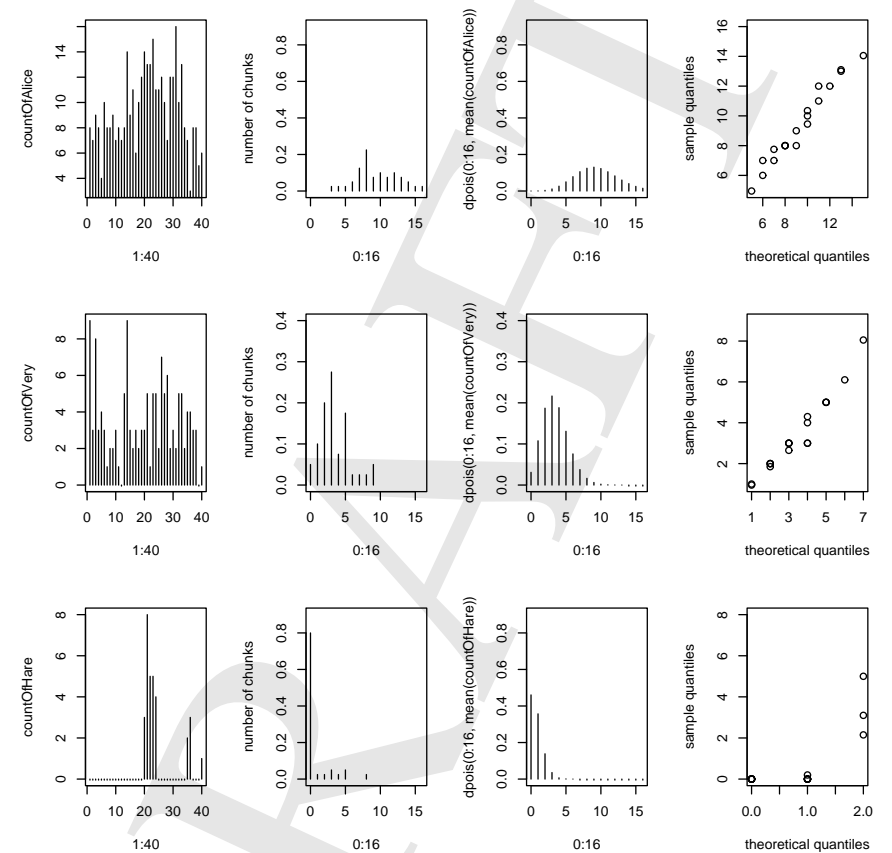 countOfAlice
4 6 8 10 14
0 10 20 30 40
1:40
number of chunks
0.0 0.2 0.4 0.6 0.8
0 5 10 15
0:16
dpois(0:16, mean(countOfAlice))
0.0 0.2 0.4 0.6 0.8
0 5 10 15
0:16
sample quantiles
6 8 10 12 14 16
6 8 12
theoretical quantiles
countOfVery
0 2 4 6 8
0 10 20 30 40
1:40
number of chunks
0.0 0.1 0.2 0.3 0.4
0 5 10 15
0:16
dpois(0:16, mean(countOfVery))
0.0 0.1 0.2 0.3 0.4
0 5 10 15
0:16
sample quantiles
2 4 6 8
1 3 5 7
theoretical quantiles
countOfHare
0 2 4 6 8
0 10 20 30 40
1:40
number of chunks
0.0 0.2 0.4 0.6 0.8
0 5 10 15
0:16
dpois(0:16, mean(countOfHare))
0.0 0.2 0.4 0.6 0.8
0 5 10 15
0:16
sample quantiles
0 2 4 6 8
0.0 1.0 2.0
theoretical quantiles